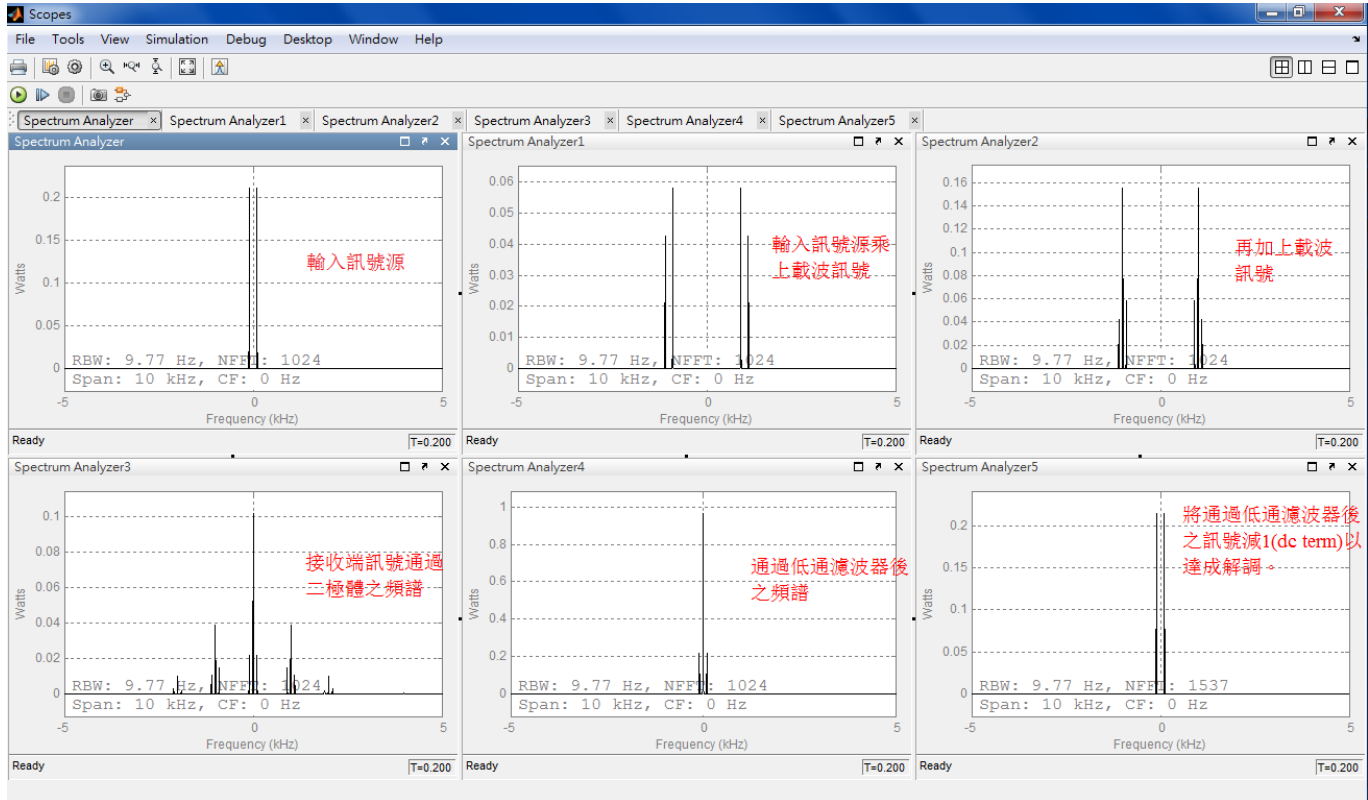 Scopes
File Tools View Simulation Debug Desktop Window Help
Spectrum Analyzer
Spectrum Analyzer1
Spectrum Analyzer2
Spectrum Analyzer3
Spectrum Analyzer4
Spectrum Analyzer5
Spectrum Analyzer
0.2
0.15
0.1
0.05
0
Watts
輸入訊號源
RBW: 9.77 Hz, NFFT: 1024
Span: 10 kHz, CF: 0 Hz
-5 0 5
Frequency (kHz)
Ready T=0.200
Spectrum Analyzer1
0.06
0.05
0.04
0.03
0.02
0.01
0
Watts
輸入訊號源乘
上載波訊號
RBW: 9.77 Hz, NFFT: 1024
Span: 10 kHz, CF: 0 Hz
-5 0 5
Frequency (kHz)
Ready T=0.200
Spectrum Analyzer2
0.16
0.14
0.12
0.1
0.08
0.06
0.04
0.02
0
Watts
再加上載波
訊號
RBW: 9.77 Hz, NFFT: 1024
Span: 10 kHz, CF: 0 Hz
-5 0 5
Frequency (kHz)
Ready T=0.200
Spectrum Analyzer3
0.1
0.08
0.06
0.04
0.02
0
Watts
接收端訊號通過
二極體之頻譜
RBW: 9.77 Hz, NFFT: 1024
Span: 10 kHz, CF: 0 Hz
-5 0 5
Frequency (kHz)
Ready T=0.200
Spectrum Analyzer4
1
0.8
0.6
0.4
0.2
0
Watts
通過低通濾波器後
之頻譜
RBW: 9.77 Hz, NFFT: 1024
Span: 10 kHz, CF: 0 Hz
-5 0 5
Frequency (kHz)
Ready T=0.200
Spectrum Analyzer5
0.2
0.15
0.1
0.05
0
Watts
將通過低通濾波器後
之訊號減1(dc term)以
達成解調。
RBW: 9.77 Hz, NFFT: 1537
Span: 10 kHz, CF: 0 Hz
-5 0 5
Frequency (kHz)
Ready T=0.200